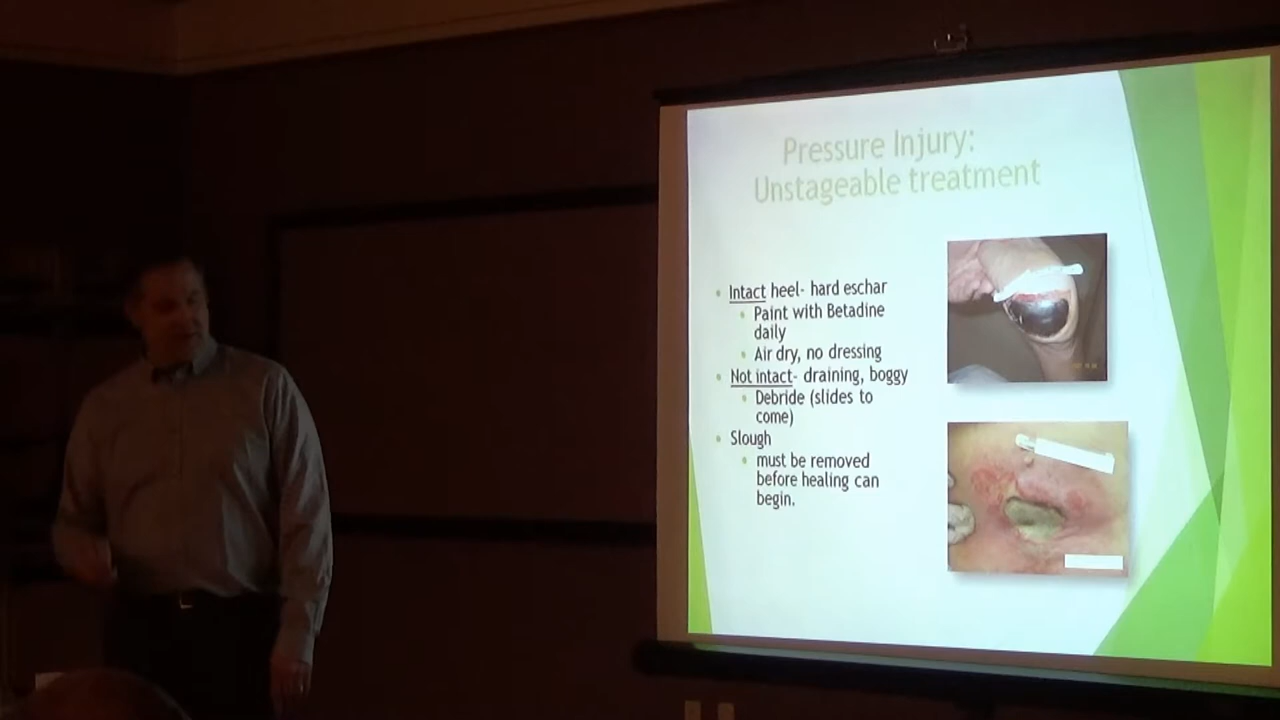 Pressure Injury:
Unstageable treatment
Intact heel- hard eschar
Paint with Betadine
daily
Air dry, no dressing
Not intact- draining, boggy
Debride (slides to
come)
Slough
must be removed
before healing can
begin.